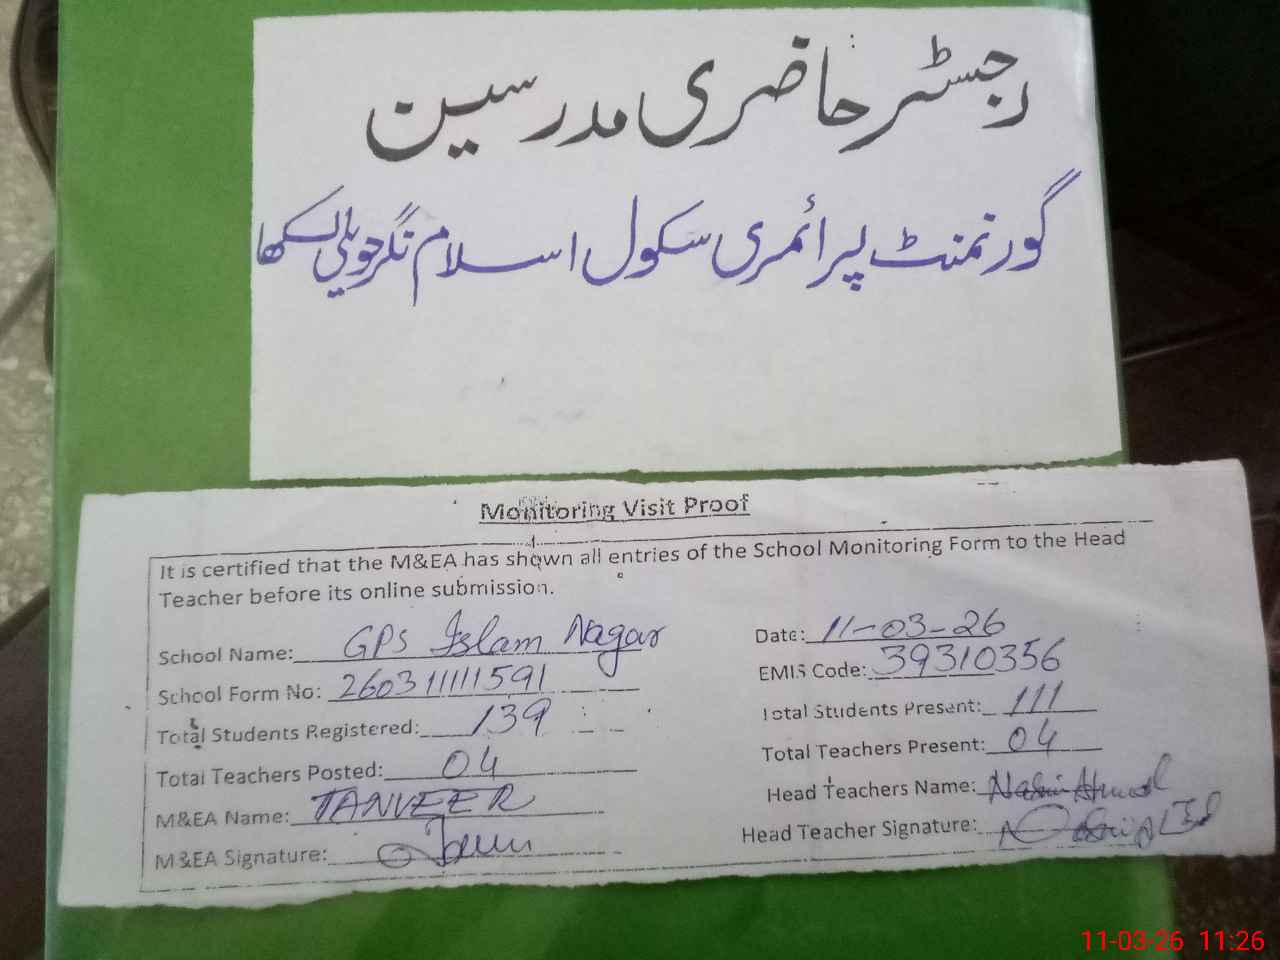 رجسٹر حاضری مدرسین
گورنمنٹ پرائمری سکول اسلام نگر حویلی لکھا
Monitoring Visit Proof
It is certified that the M&EA has shown all entries of the School Monitoring Form to the Head
Teacher before its online submission.
School Name: GPS Islam Nagar Date: 11-03-26
School Form No: 260311111591 EMIS Code: 39310356
Total Students Registered: 139 Total Students Present: 111
Total Teachers Posted: 04 Total Teachers Present: 04
M&EA Name: TANVEER Head Teachers Name: Nasir Ahmad
M&EA Signature: Head Teacher Signature:
11-03-26 11:26